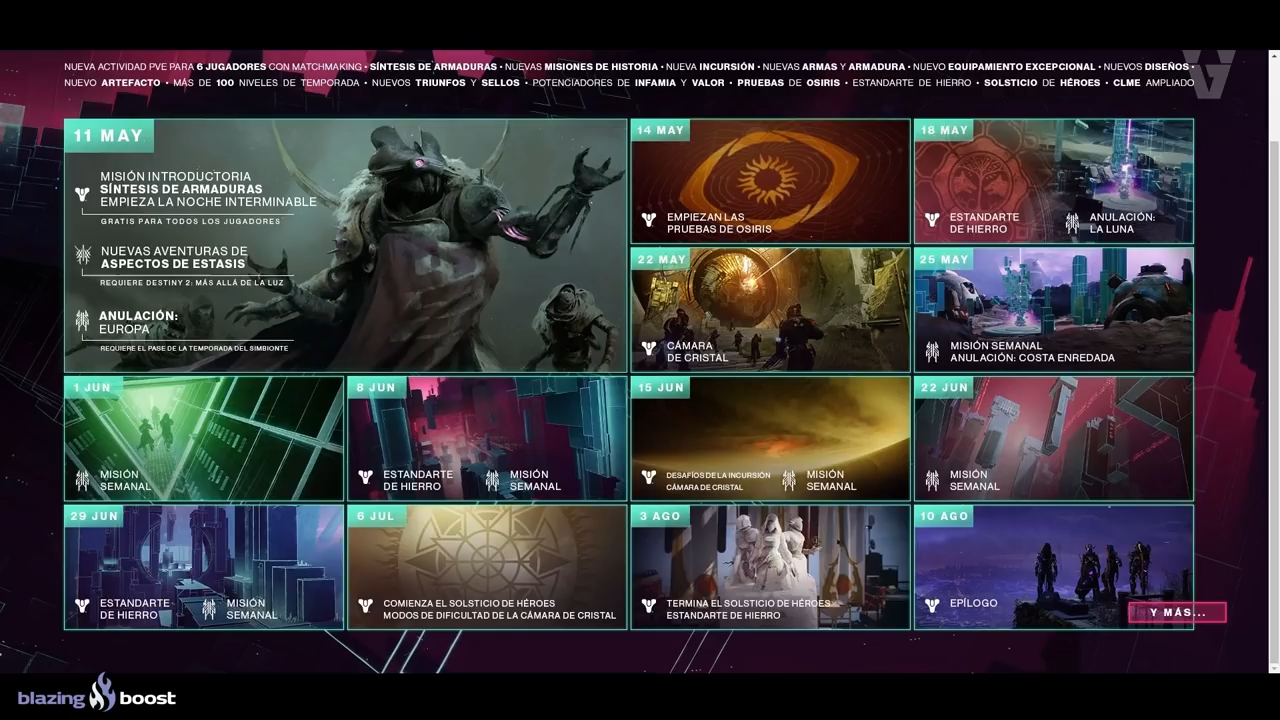 NUEVA ACTIVIDAD PVE PARA 6 JUGADORES CON MATCHMAKING • SÍNTESIS DE ARMADURAS • NUEVAS MISIONES DE HISTORIA • NUEVA INCURSIÓN • NUEVAS ARMAS Y ARMADURA • NUEVO EQUIPAMIENTO EXCEPCIONAL • NUEVOS DISEÑOS •
NUEVO ARTEFACTO • MÁS DE 100 NIVELES DE TEMPORADA • NUEVOS TRIUNFOS Y SELLOS • POTENCIADORES DE INFAMIA Y VALOR • PRUEBAS DE OSIRIS • ESTANDARTE DE HIERRO • SOLSTICIO DE HÉROES • CLME AMPLIADO
11 MAY
MISIÓN INTRODUCTORIA
SÍNTESIS DE ARMADURAS
EMPIEZA LA NOCHE INTERMINABLE
GRATIS PARA TODOS LOS JUGADORES
NUEVAS AVENTURAS DE
ASPECTOS DE ESTASIS
REQUIERE DESTINY 2: MÁS ALLÁ DE LA LUZ
ANULACIÓN:
EUROPA
REQUIERE EL PASE DE LA TEMPORADA DEL SIMBIONTE
14 MAY
EMPIEZAN LAS
PRUEBAS DE OSIRIS
18 MAY
ESTANDARTE
DE HIERRO
ANULACIÓN:
LA LUNA
22 MAY
CÁMARA
DE CRISTAL
25 MAY
MISIÓN SEMANAL
ANULACIÓN: COSTA ENREDADA
1 JUN
MISIÓN
SEMANAL
8 JUN
ESTANDARTE
DE HIERRO
MISIÓN
SEMANAL
15 JUN
DESAFÍOS DE LA INCURSIÓN
CÁMARA DE CRISTAL
MISIÓN
SEMANAL
22 JUN
MISIÓN
SEMANAL
29 JUN
ESTANDARTE
DE HIERRO
MISIÓN
SEMANAL
6 JUL
COMIENZA EL SOLSTICIO DE HÉROES
MODOS DE DIFICULTAD DE LA CÁMARA DE CRISTAL
3 AGO
TERMINA EL SOLSTICIO DE HÉROES
ESTANDARTE DE HIERRO
10 AGO
EPÍLOGO
Y MÁS...
blazing boost